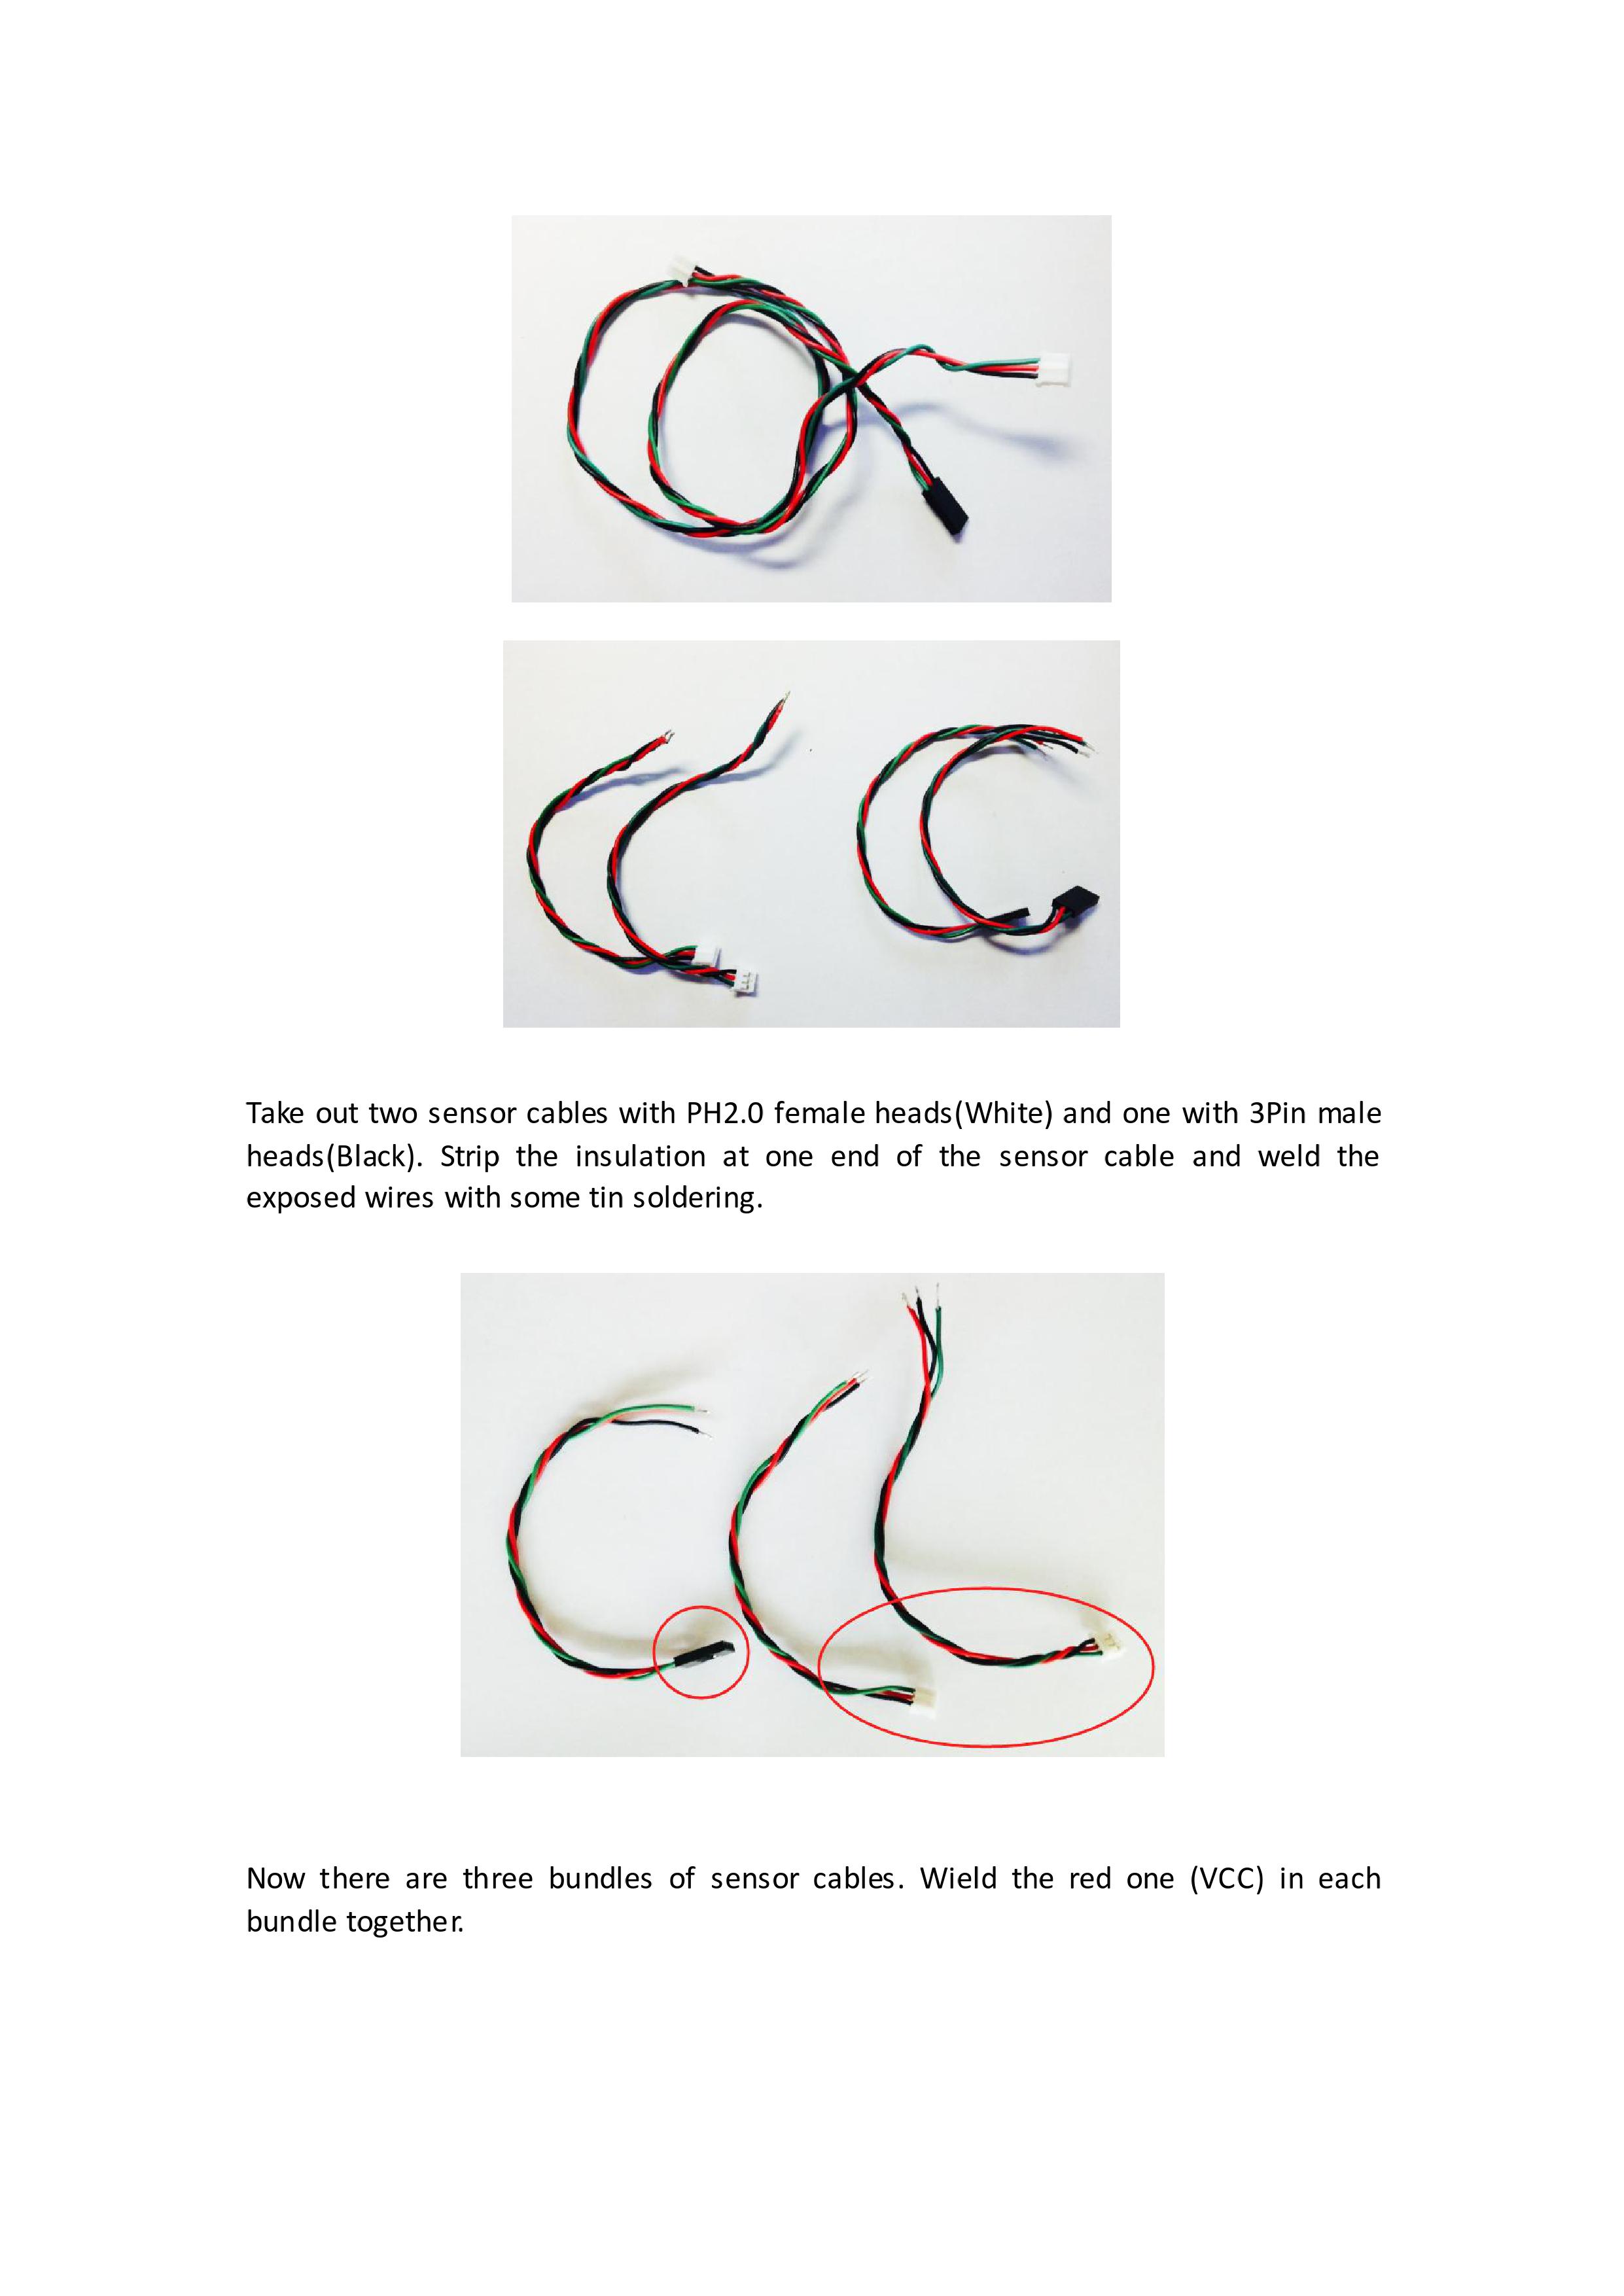 Take out two sensor cables with PH2.0 female heads(White) and one with 3Pin male
heads(Black). Strip the insulation at one end of the sensor cable and weld the
exposed wires with some tin soldering.
Now there are three bundles of sensor cables. Wield the red one (VCC) in each
bundle together.